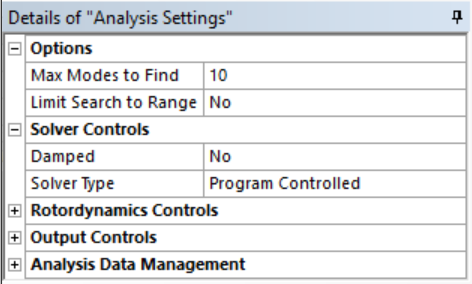 Details of "Analysis Settings"
Options
Max Modes to Find 10
Limit Search to Range No
Solver Controls
Damped No
Solver Type Program Controlled
Rotordynamics Controls
Output Controls
Analysis Data Management